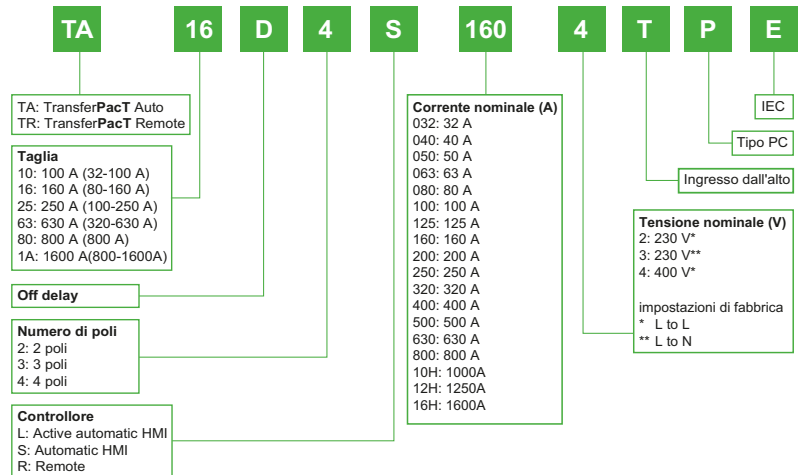 TA 16 D 4 S 160 4 T P E
TA: TransferPacT Auto
TR: TransferPacT Remote
Taglia
10: 100 A (32-100 A)
16: 160 A (80-160 A)
25: 250 A (100-250 A)
63: 630 A (320-630 A)
80: 800 A (800 A)
1A: 1600 A(800-1600A)
Off delay
Numero di poli
2: 2 poli
3: 3 poli
4: 4 poli
Controllore
L: Active automatic HMI
S: Automatic HMI
R: Remote
Corrente nominale (A)
032: 32 A
040: 40 A
050: 50 A
063: 63 A
080: 80 A
100: 100 A
125: 125 A
160: 160 A
200: 200 A
250: 250 A
320: 320 A
400: 400 A
500: 500 A
630: 630 A
800: 800 A
10H: 1000A
12H: 1250A
16H: 1600A
IEC
Tipo PC
Ingresso dall'alto
Tensione nominale (V)
2: 230 V*
3: 230 V**
4: 400 V*
impostazioni di fabbrica
* L to L
** L to N